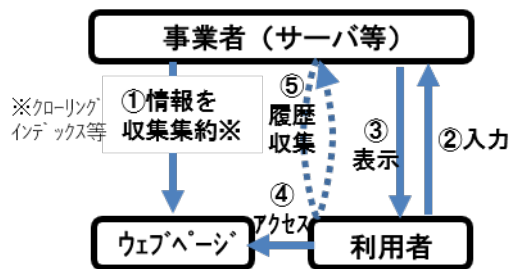 事業者（サーバ等）
※クローリング
インデックス等
①情報を
収集集約※
⑤
履歴
収集
③
表示
②入力
④
アクセス
ウェブページ
利用者